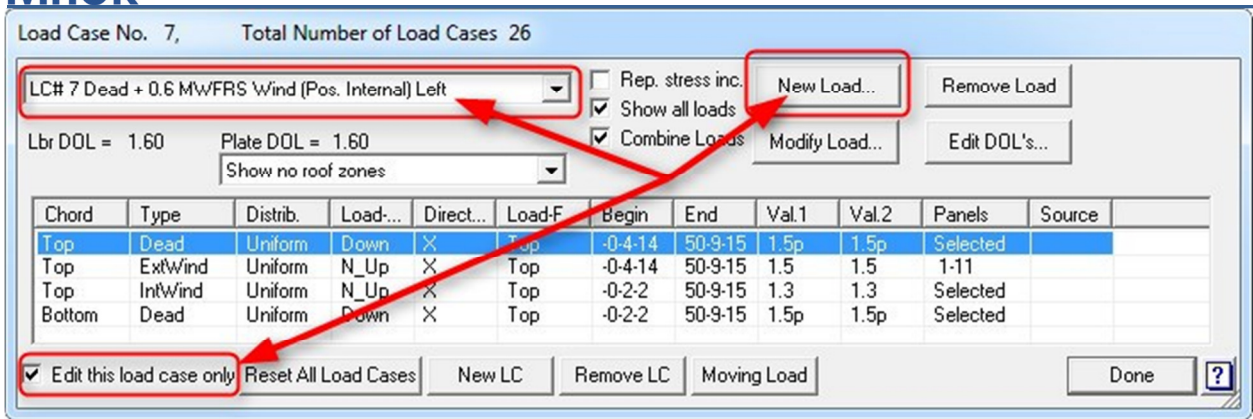 MiTek
Load Case No. 7, Total Number of Load Cases 26
LC# 7 Dead + 0.6 MWFRS Wind (Pos. Internal) Left
Rep. stress inc.
New Load...
Remove Load
Show all loads
Lbr DOL = 1.60 Plate DOL = 1.60
Combine Loads
Modify Load...
Edit DOL's...
Show no roof zones
Chord Type Distrib. Load-... Direct... Load-F Begin End Val.1 Val.2 Panels Source
Top Dead Uniform Down X Top -0-4-14 50-9-15 1.5p 1.5p Selected
Top ExtWind Uniform N_Up X Top -0-4-14 50-9-15 1.5 1.5 1-11
Top IntWind Uniform N_Up X Top -0-2-2 50-9-15 1.3 1.3 Selected
Bottom Dead Uniform Down X Top -0-2-2 50-9-15 1.5p 1.5p Selected
Edit this load case only Reset All Load Cases New LC Remove LC Moving Load Done ?